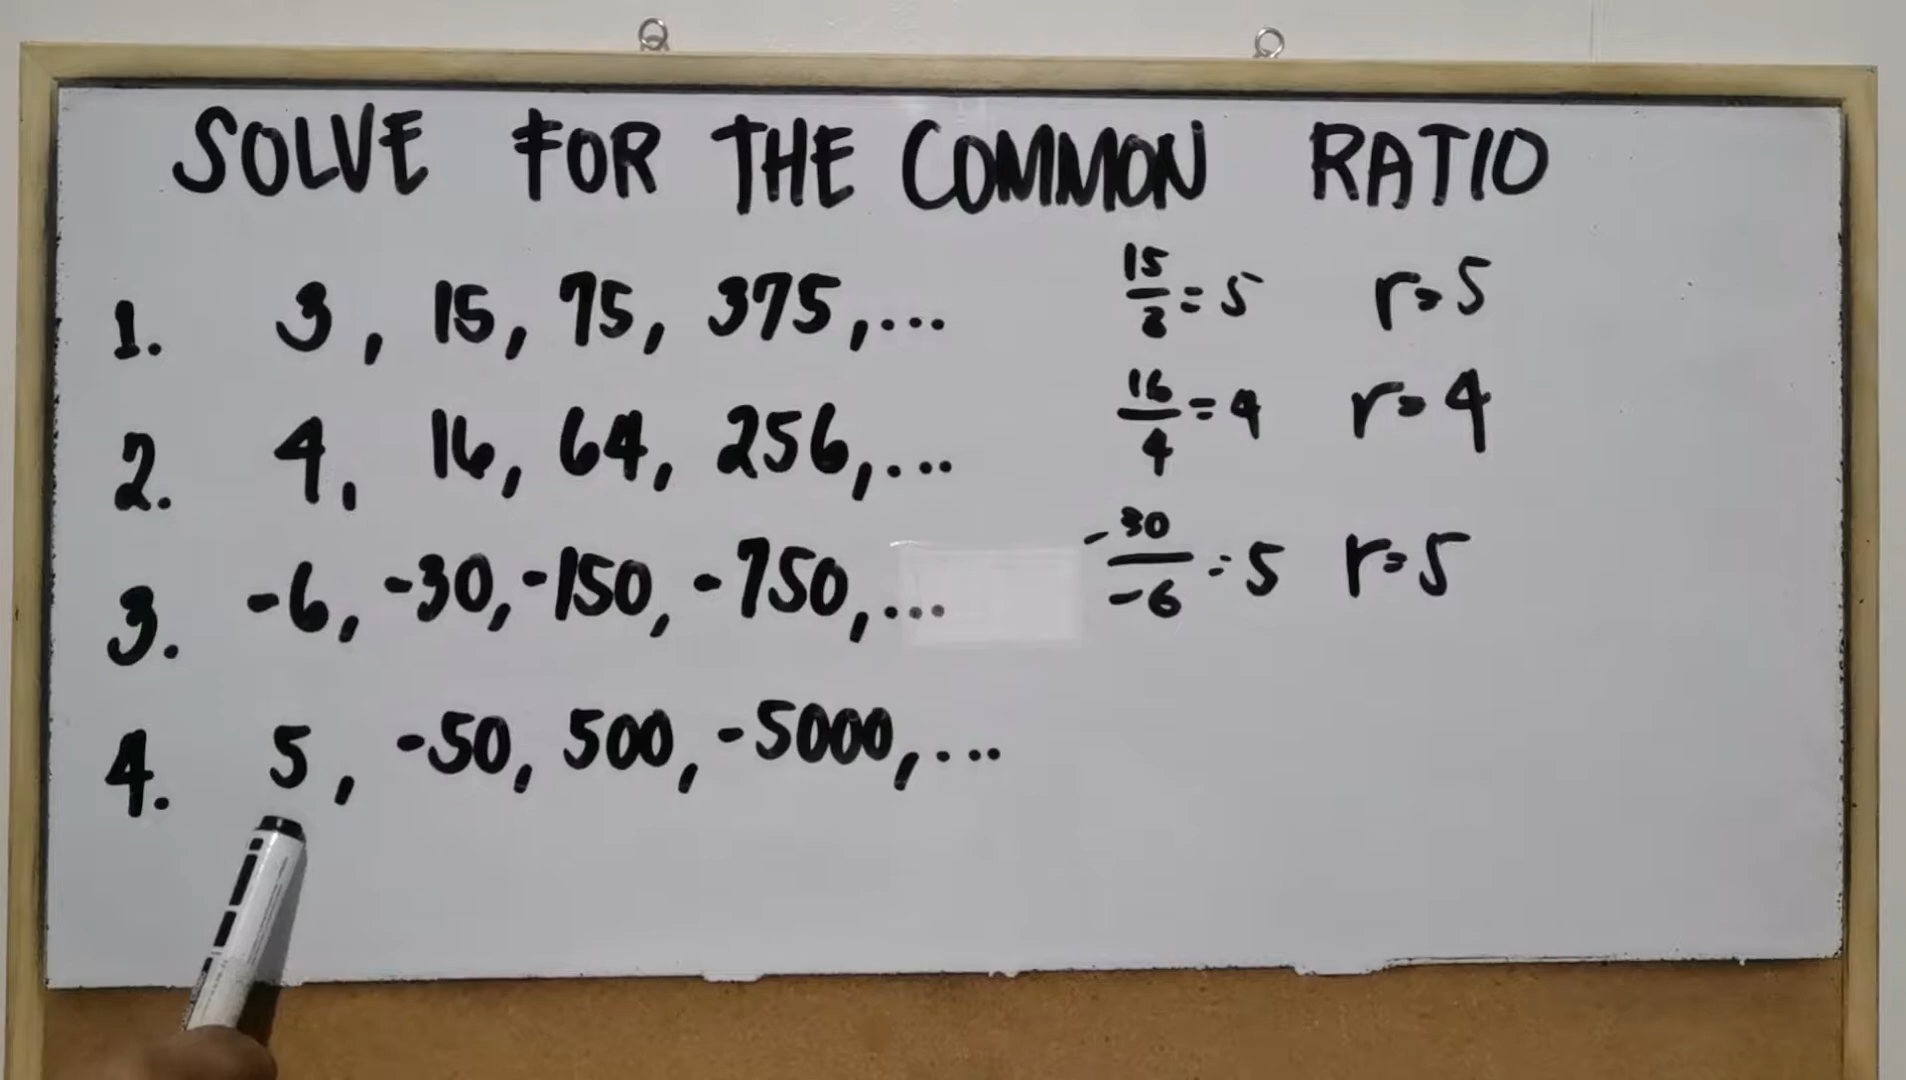 SOLVE FOR THE COMMON RATIO
1. 3, 15, 75, 375,... 15/3 = 5 r = 5
2. 4, 16, 64, 256,... 16/4 = 4 r = 4
3. -6, -30, -150, -750,... -30/-6 = 5 r = 5
4. 5, -50, 500, -5000,...